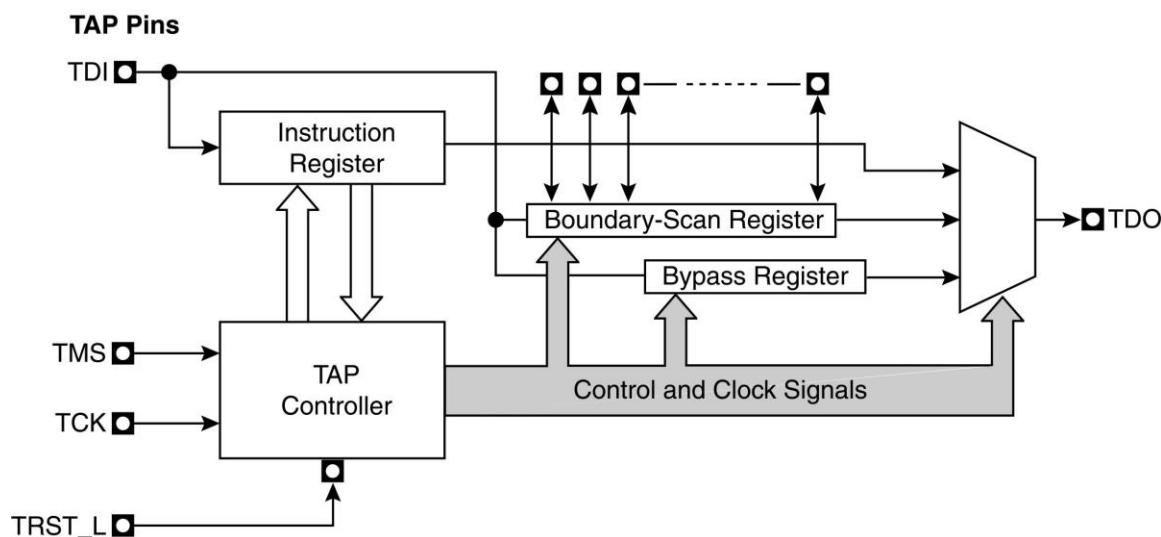 TAP Pins
TDI
Instruction
Register
Boundary-Scan Register
TDO
Bypass Register
TMS
TAP
Controller
Control and Clock Signals
TCK
TRST_L